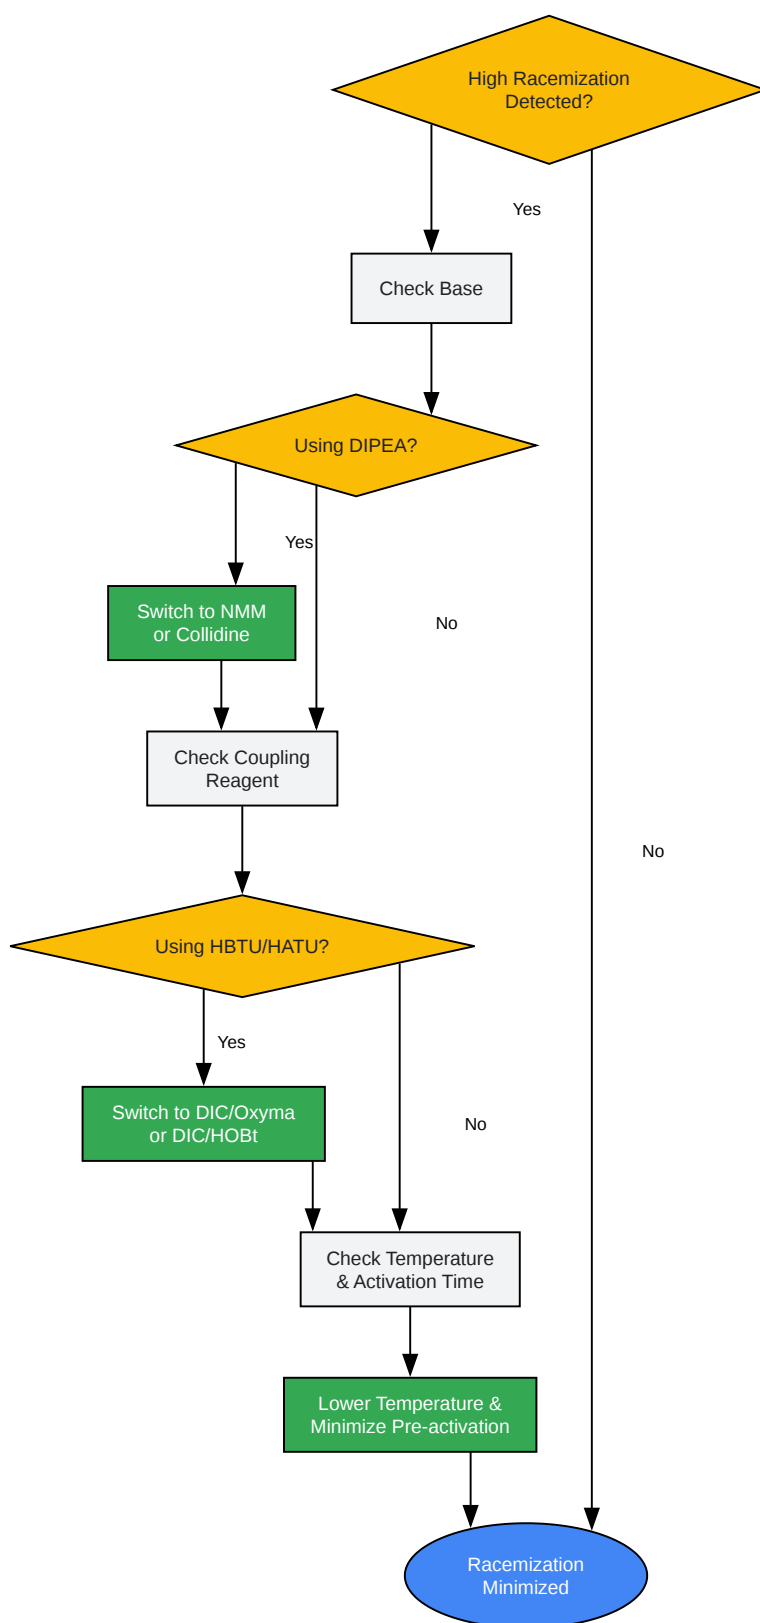 High Racemization
Detected?
Yes
Check Base
Using DIPEA?
Yes
Switch to NMM
or Collidine
No
Check Coupling
Reagent
No
Using HBTU/HATU?
Yes
Switch to DIC/Oxyma
or DIC/HOBt
No
Check Temperature
& Activation Time
Lower Temperature &
Minimize Pre-activation
Racemization
Minimized